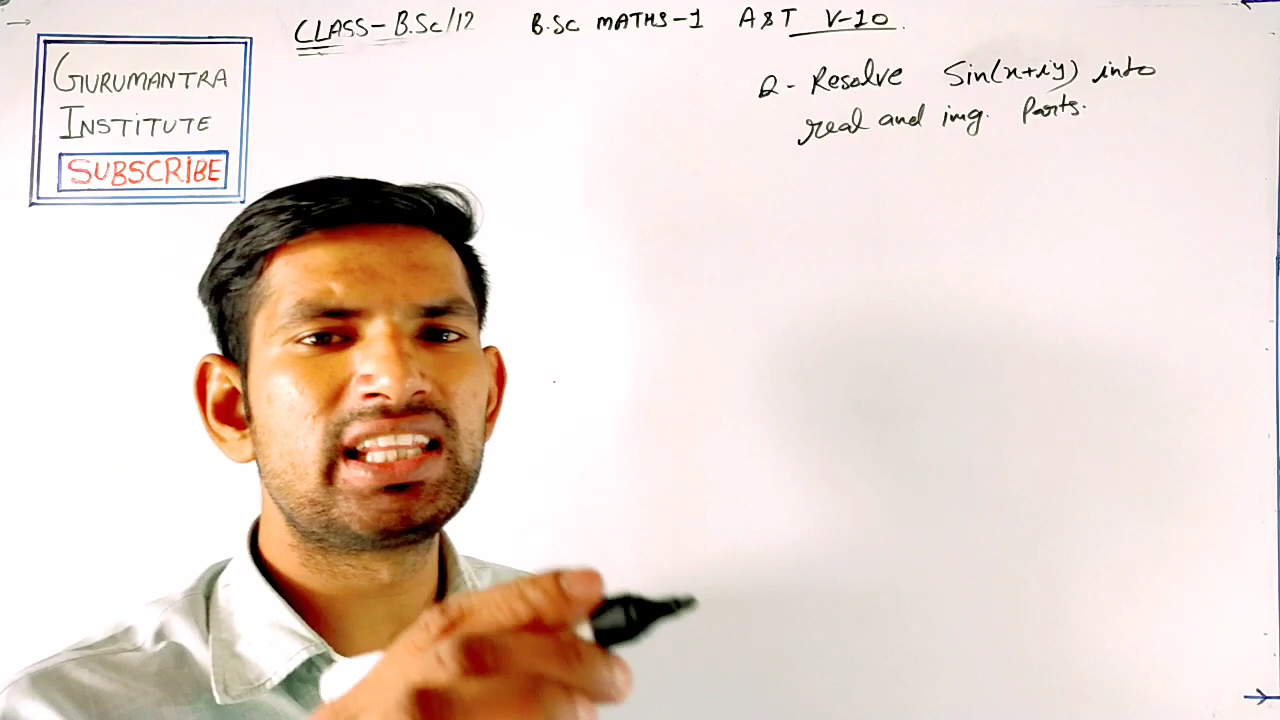 CLASS-B.Sc/12 B.SC MATHS-1 A&T V-10
GURUMANTRA
INSTITUTE
SUBSCRIBE
Q- Resolve Sin(x+iy) into
real and img. Parts.